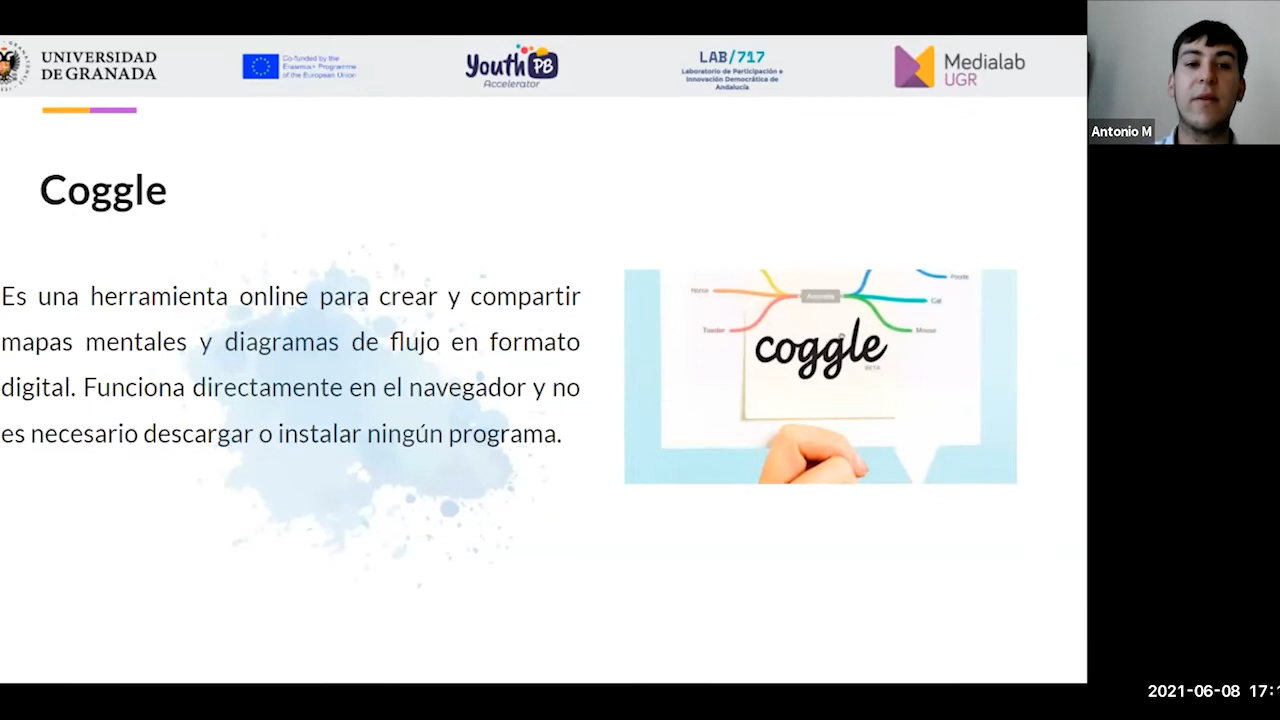 UNIVERSIDAD
DE GRANADA
Co-funded by the
Erasmus+ Programme
of the European Union
Youth PB
Accelerator
LAB/717
Laboratorio de Participación e
Innovación Democrática de
Andalucía
Medialab
UGR
Antonio M
Coggle
Es una herramienta online para crear y compartir
mapas mentales y diagramas de flujo en formato
digital. Funciona directamente en el navegador y no
es necesario descargar o instalar ningún programa.
Horse
Animals
Cat
Mouse
coggle
BETA
2021-06-08 17: